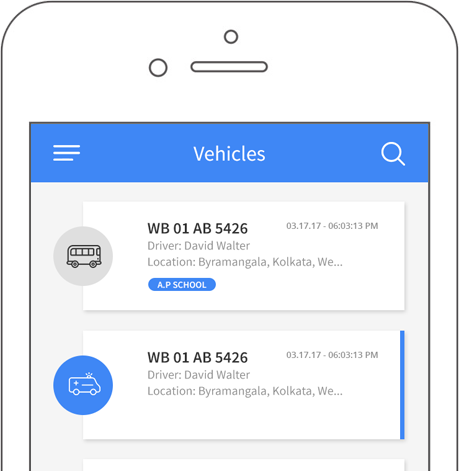 Vehicles
WB 01 AB 5426 03.17.17 - 06:03:13 PM
Driver: David Walter
Location: Byramangala, Kolkata, We...
A.P SCHOOL
WB 01 AB 5426 03.17.17 - 06:03:13 PM
Driver: David Walter
Location: Byramangala, Kolkata, We...